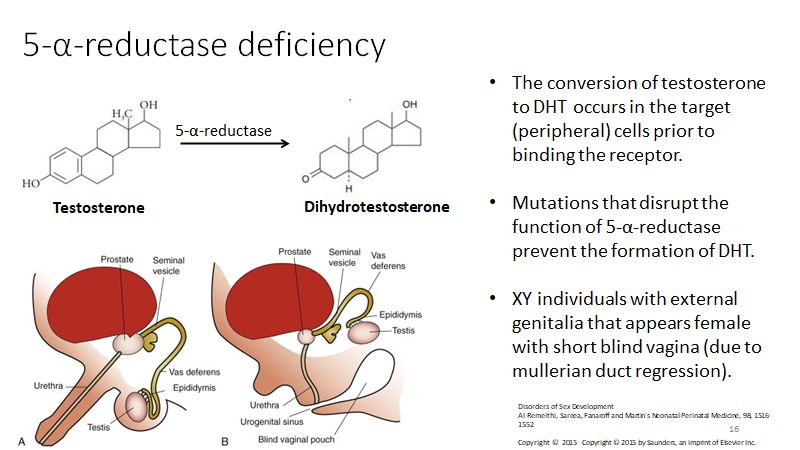 5-α-reductase deficiency
H₃C
OH
HO
5-α-reductase
OH
O
H
Testosterone
Dihydrotestosterone
Prostate
Seminal
vesicle
Vas deferens
Epididymis
Urethra
Testis
A
Prostate
Seminal
vesicle
Vas
deferens
Epididymis
Testis
Urethra
Urogenital sinus
Blind vaginal pouch
B
• The conversion of testosterone
to DHT occurs in the target
(peripheral) cells prior to
binding the receptor.
• Mutations that disrupt the
function of 5-α-reductase
prevent the formation of DHT.
• XY individuals with external
genitalia that appears female
with short blind vagina (due to
mullerian duct regression).
Disorders of Sex Development
Al Remeithi, Sareea, Fanaroff and Martin's Neonatal-Perinatal Medicine, 98, 1516-
1552
16
Copyright © 2015 Copyright © 2015 by Saunders, an imprint of Elsevier Inc.